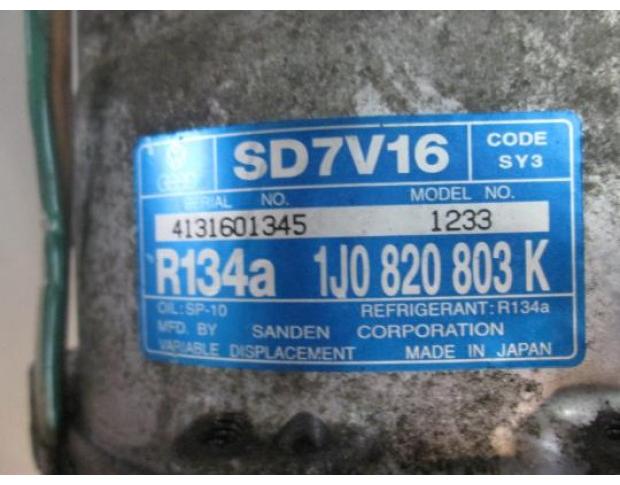 SD7V16
CODE
SY3
SERIAL NO. MODEL NO.
4131601345 1233
R134a 1J0 820 803 K
OIL: SP-10 REFRIGERANT: R134a
MFD. BY SANDEN CORPORATION
VARIABLE DISPLACEMENT MADE IN JAPAN